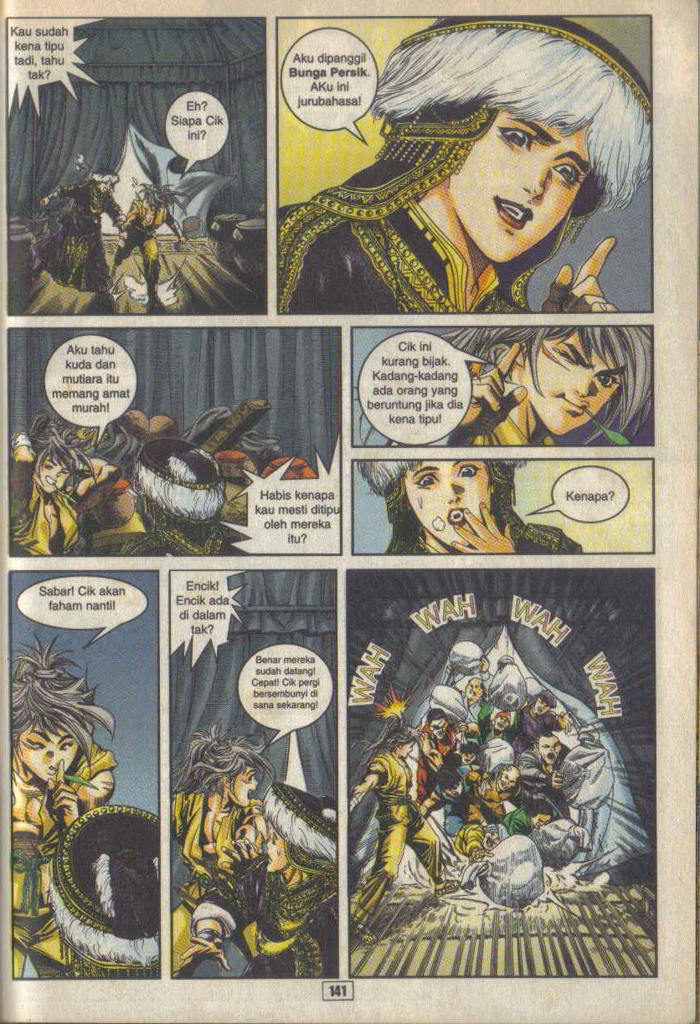 Kau sudah
kena tipu
tadi, tahu
tak?
Eh?
Siapa Cik
ini?
Aku dipanggil
Bunga Persik.
AKu ini
jurubahasa!
Aku tahu
kuda dan
mutiara itu
memang amat
murah!
Habis kenapa
kau mesti ditipu
oleh mereka
itu?
Cik ini
kurang bijak.
Kadang-kadang
ada orang yang
beruntung jika dia
kena tipu!
Kenapa?
Sabar! Cik akan
faham nanti!
Encik!
Encik ada
di dalam
tak?
Benar mereka
sudah datang!
Cepat! Cik pergi
bersembunyi di
sana sekarang!
WAH
WAH
WAH
WAH
141